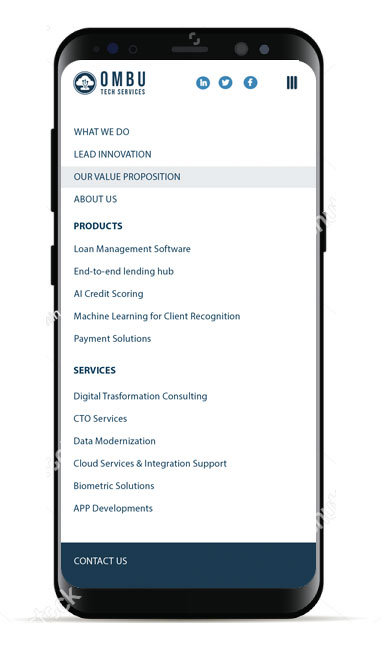 OMBU
TECH SERVICES
WHAT WE DO
LEAD INNOVATION
OUR VALUE PROPOSITION
ABOUT US
PRODUCTS
Loan Management Software
End-to-end lending hub
AI Credit Scoring
Machine Learning for Client Recognition
Payment Solutions
SERVICES
Digital Trasformation Consulting
CTO Services
Data Modernization
Cloud Services & Integration Support
Biometric Solutions
APP Developments
CONTACT US